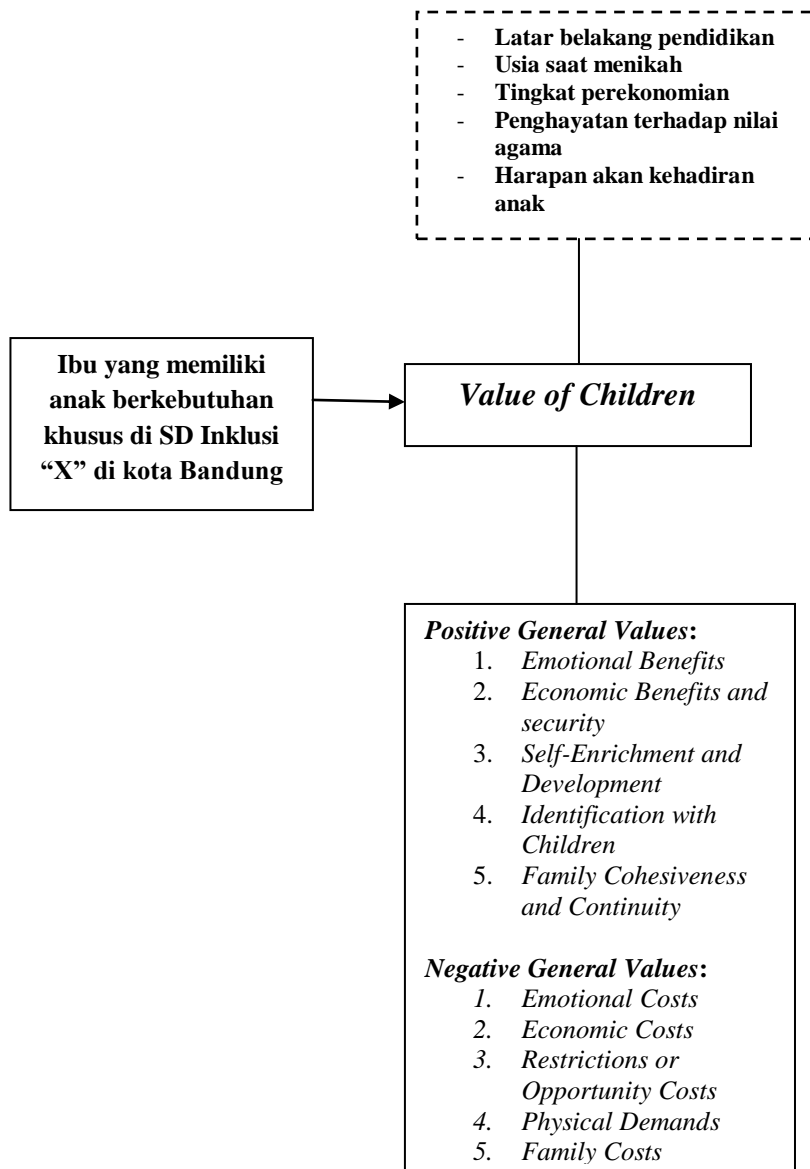 - Latar belakang pendidikan
- Usia saat menikah
- Tingkat perekonomian
- Penghayatan terhadap nilai
agama
- Harapan akan kehadiran
anak
Ibu yang memiliki
anak berkebutuhan
khusus di SD Inklusi
“X” di kota Bandung
Value of Children
Positive General Values:
1. Emotional Benefits
2. Economic Benefits and
security
3. Self-Enrichment and
Development
4. Identification with
Children
5. Family Cohesiveness
and Continuity
Negative General Values:
1. Emotional Costs
2. Economic Costs
3. Restrictions or
Opportunity Costs
4. Physical Demands
5. Family Costs